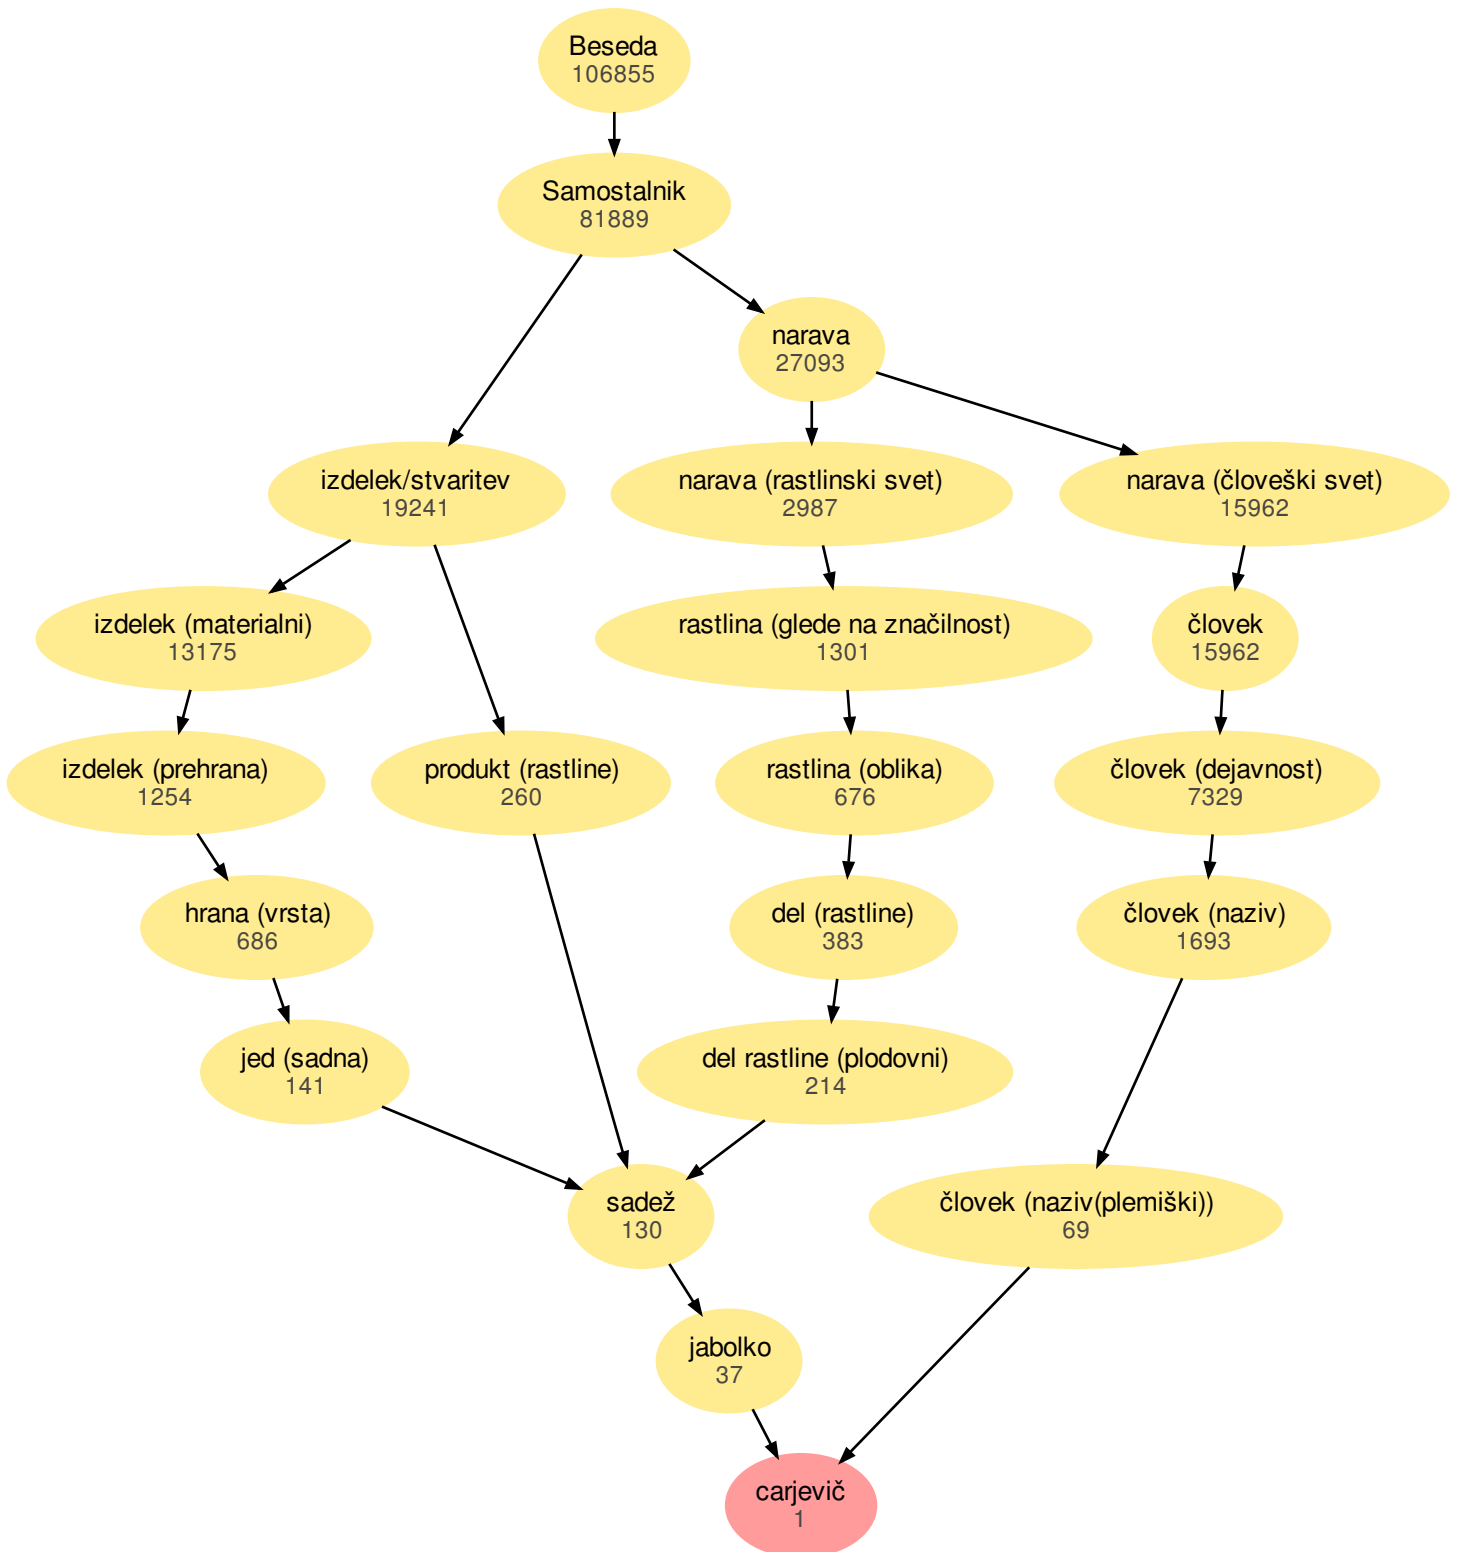 Beseda
106855
Samostalnik
81889
narava
27093
izdelek/stvaritev
19241
narava (rastlinski svet)
2987
narava (človeški svet)
15962
izdelek (materialni)
13175
rastlina (glede na značilnost)
1301
človek
15962
izdelek (prehrana)
1254
produkt (rastline)
260
rastlina (oblika)
676
človek (dejavnost)
7329
hrana (vrsta)
686
del (rastline)
383
človek (naziv)
1693
jed (sadna)
141
del rastline (plodovni)
214
sadež
130
človek (naziv(plemiški))
69
jabolko
37
carjevič
1